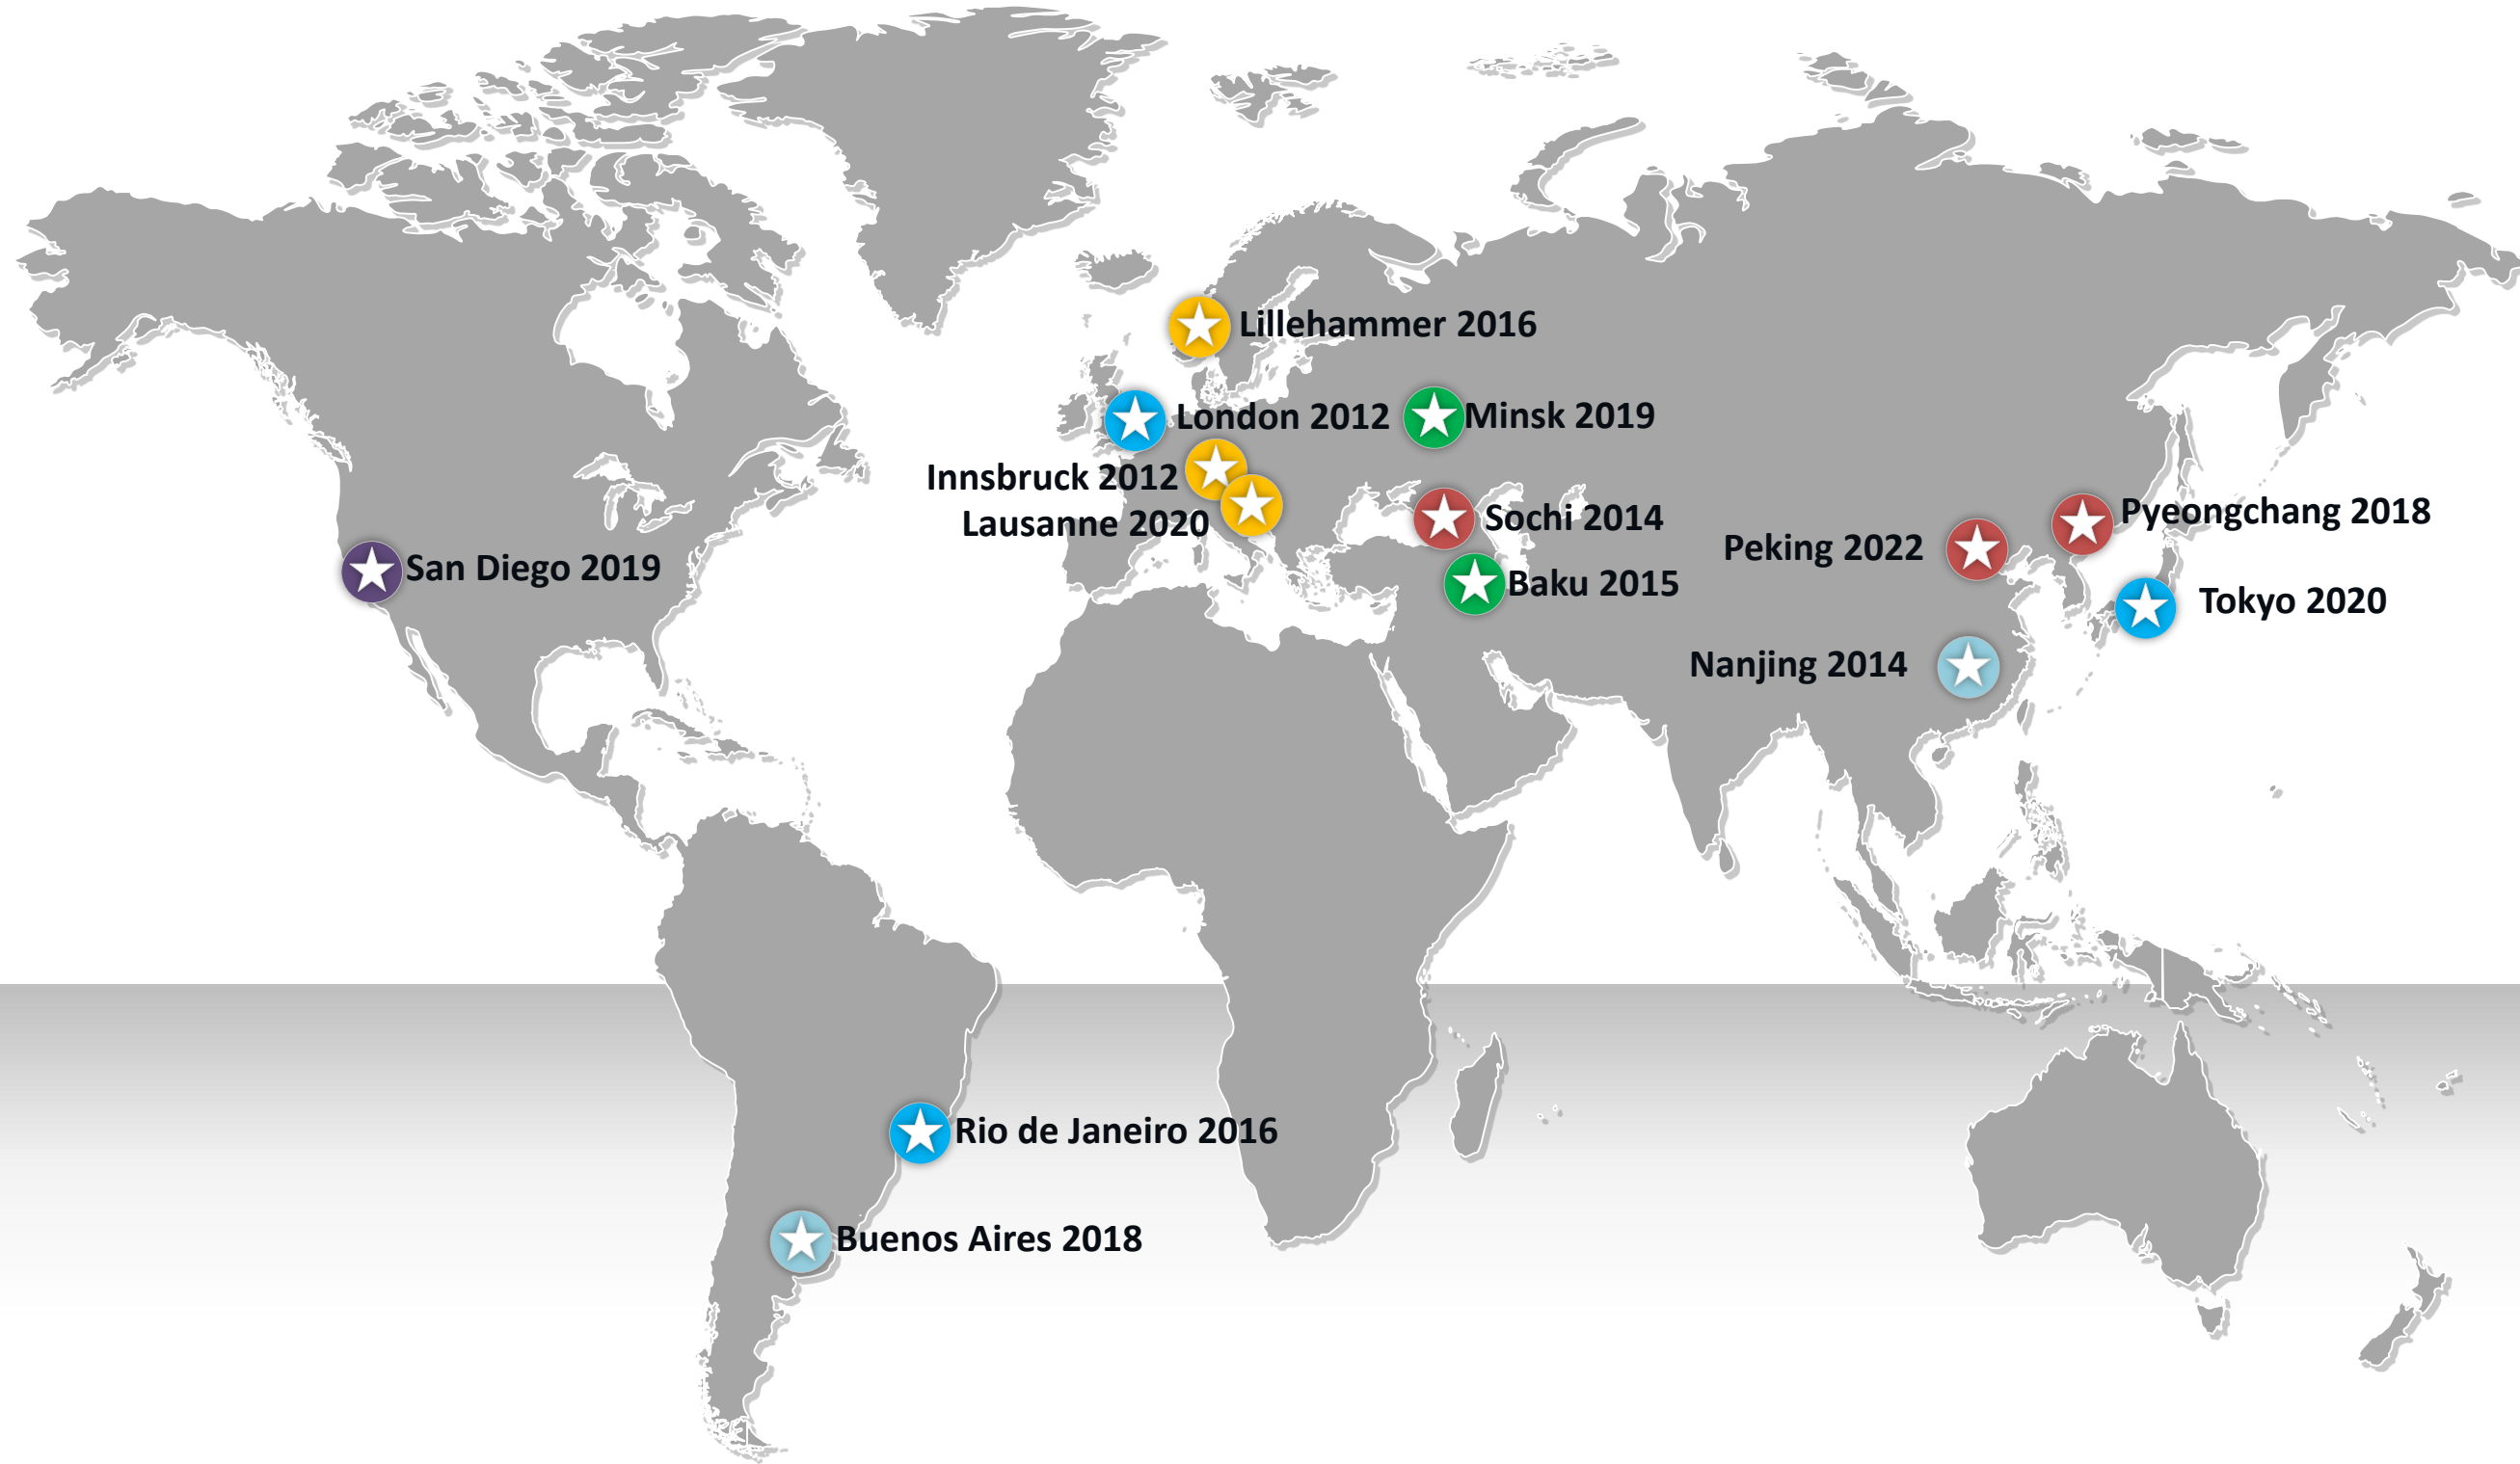 Lillehammer 2016
London 2012
Minsk 2019
Innsbruck 2012
Lausanne 2020
Sochi 2014
Pyeongchang 2018
Peking 2022
San Diego 2019
Baku 2015
Tokyo 2020
Nanjing 2014
Rio de Janeiro 2016
Buenos Aires 2018